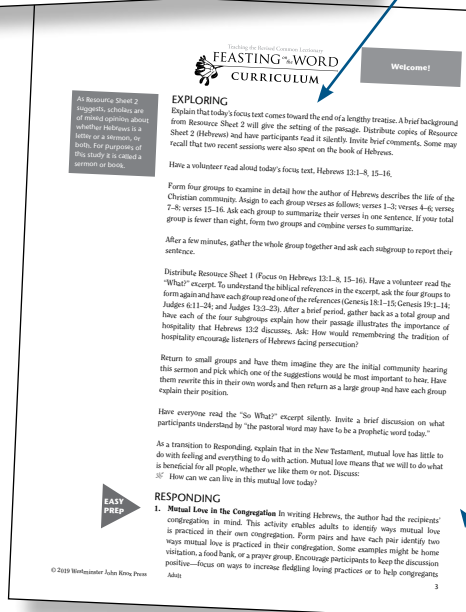 Teaching the Revised Common Lectionary
FEASTING on the WORD
CURRICULUM
Welcome!
As Resource Sheet 2
suggests, scholars are
of mixed opinion about
whether Hebrews is a
letter or a sermon, or
both. For purposes of
this study it is called a
sermon or book.
EXPLORING
Explain that today's focus text comes toward the end of a lengthy treatise. A brief background
from Resource Sheet 2 will give the setting of the passage. Distribute copies of Resource
Sheet 2 (Hebrews) and have participants read it silently. Invite brief comments. Some may
recall that two recent sessions were also spent on the book of Hebrews.
Have a volunteer read aloud today's focus text, Hebrews 13:1–8, 15–16.
Form four groups to examine in detail how the author of Hebrews describes the life of the
Christian community. Assign to each group verses as follows: verses 1–3; verses 4–6; verses
7–8; verses 15–16. Ask each group to summarize their verses in one sentence. If your total
group is fewer than eight, form two groups and combine verses to summarize.
After a few minutes, gather the whole group together and ask each subgroup to report their
sentence.
Distribute Resource Sheet 1 (Focus on Hebrews 13:1–8, 15–16). Have a volunteer read the
"What?" excerpt. To understand the biblical references in the excerpt, ask the four groups to
form again and have each group read one of the references (Genesis 18:1–15; Genesis 19:1–14;
Judges 6:11–24; and Judges 13:3–23). After a brief period, gather back as a total group and
have each of the four subgroups explain how their passage illustrates the importance of
hospitality that Hebrews 13:2 discusses. Ask: How would remembering the tradition of
hospitality encourage listeners of Hebrews facing persecution?
Return to small groups and have them imagine they are the initial community hearing
this sermon and pick which one of the suggestions would be most important to hear. Have
them rewrite this in their own words and then return as a large group and have each group
explain their position.
Have everyone read the "So What?" excerpt silently. Invite a brief discussion on what
participants understand by "the pastoral word may have to be a prophetic word today."
As a transition to Responding, explain that in the New Testament, mutual love has little to
do with feeling and everything to do with action. Mutual love means that we will to do what
is beneficial for all people, whether we like them or not. Discuss:
How can we can live in this mutual love today?
EASY
PREP
RESPONDING
1. Mutual Love in the Congregation In writing Hebrews, the author had the recipients'
congregation in mind. This activity enables adults to identify ways mutual love
is practiced in their own congregation. Form pairs and have each pair identify two
ways mutual love is practiced in their congregation. Some examples might be home
visitation, a food bank, or a prayer group. Encourage participants to keep the discussion
positive—focus on ways to increase fledgling loving practices or to help congregants
© 2019 Westminster John Knox Press
Adult
3